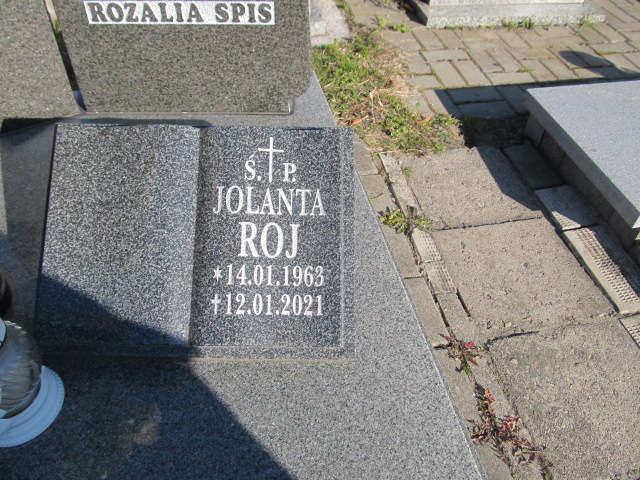 ROZALIA SPIS
Ś. P.
JOLANTA
ROJ
*14.01.1963
†12.01.2021